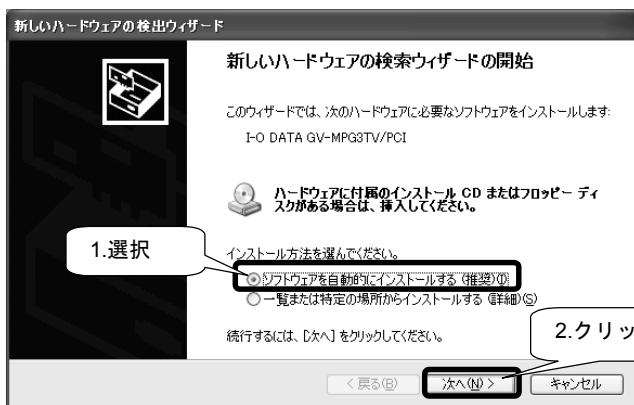 新しいハードウェアの検出ウィザード
新しいハードウェアの検索ウィザードの開始
このウィザードでは、次のハードウェアに必要なソフトウェアをインストールします:
I-O DATA GV-MPG3TV/PCI
ハードウェアに付属のインストール CD またはフロッピー ディ
スクがある場合は、挿入してください。
1.選択
インストール方法を選んでください。
ソフトウェアを自動的にインストールする (推奨)(I)
一覧または特定の場所からインストールする (詳細)(S)
続行するには、[次へ] をクリックしてください。
2.クリッ
< 戻る(B)
次へ(N) >
キャンセル